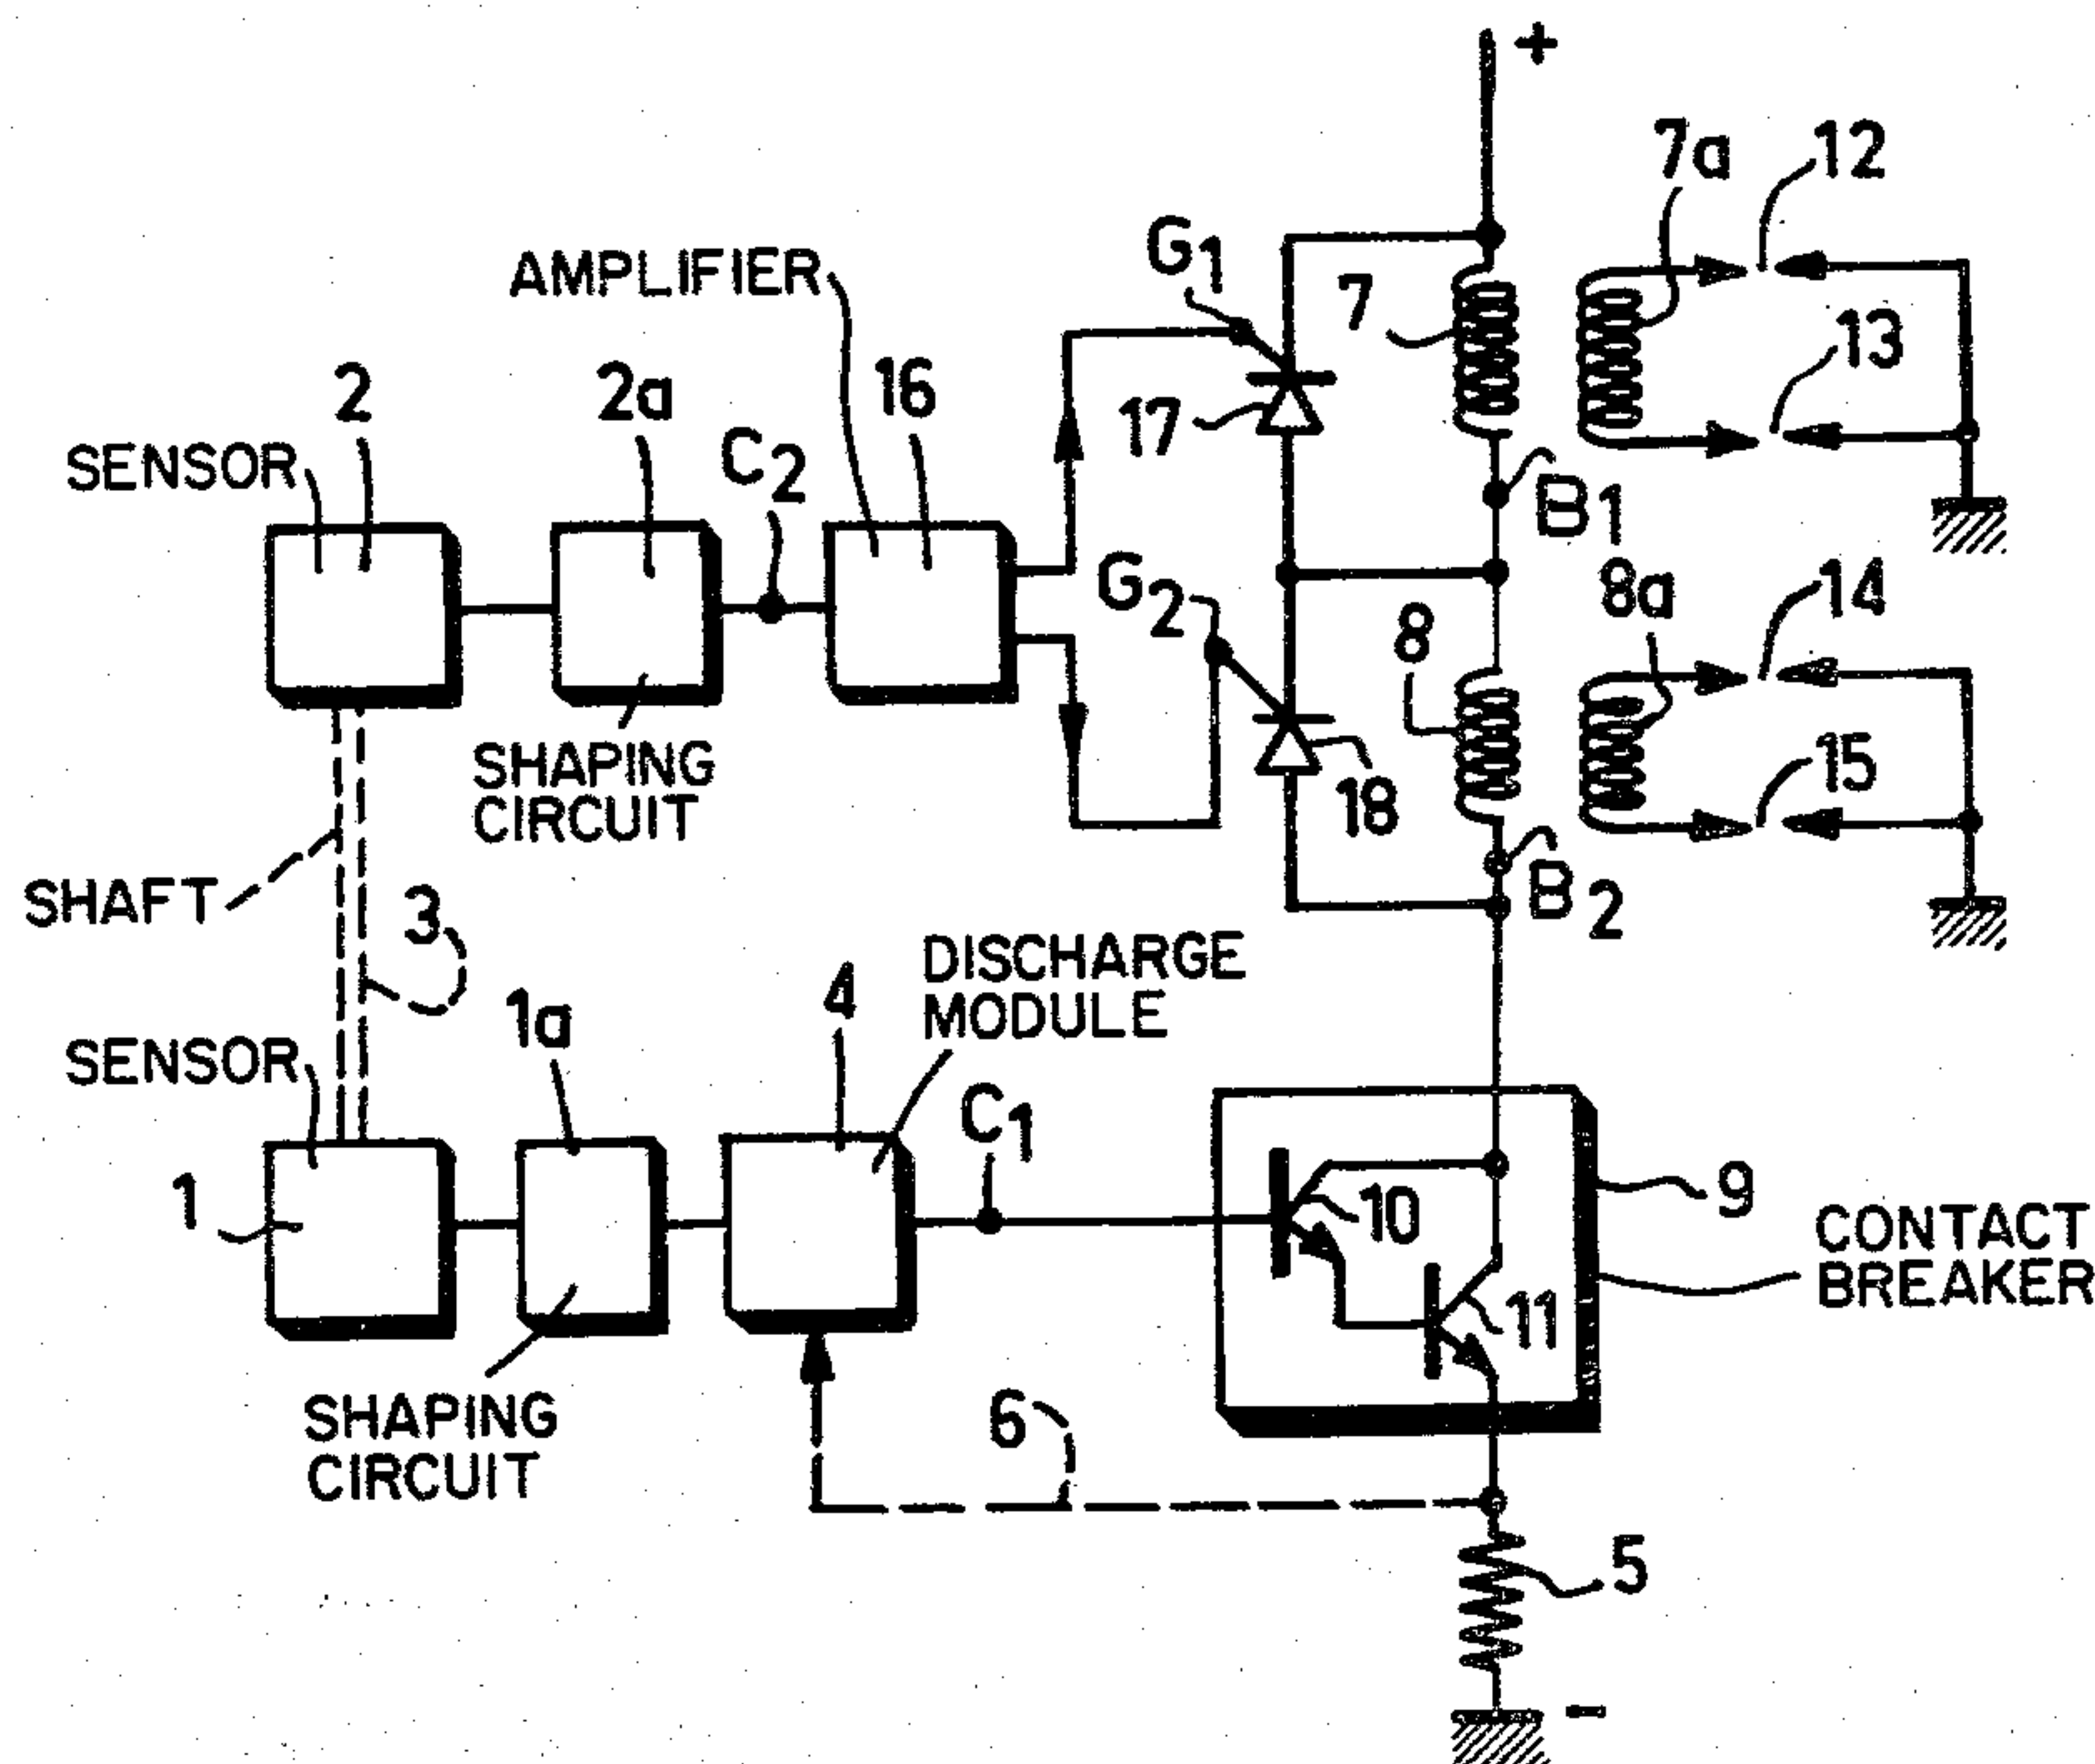 +
7a
12
G1
AMPLIFIER
7
13
2
2a
16
17
C2
SENSOR
B1
G2
8a
14
8
SHAPING
CIRCUIT
15
18
SHAFT
3
B2
DISCHARGE
MODULE
4
1a
SENSOR
C1
1
10
9
CONTACT
BREAKER
11
SHAPING
CIRCUIT
6
5
-